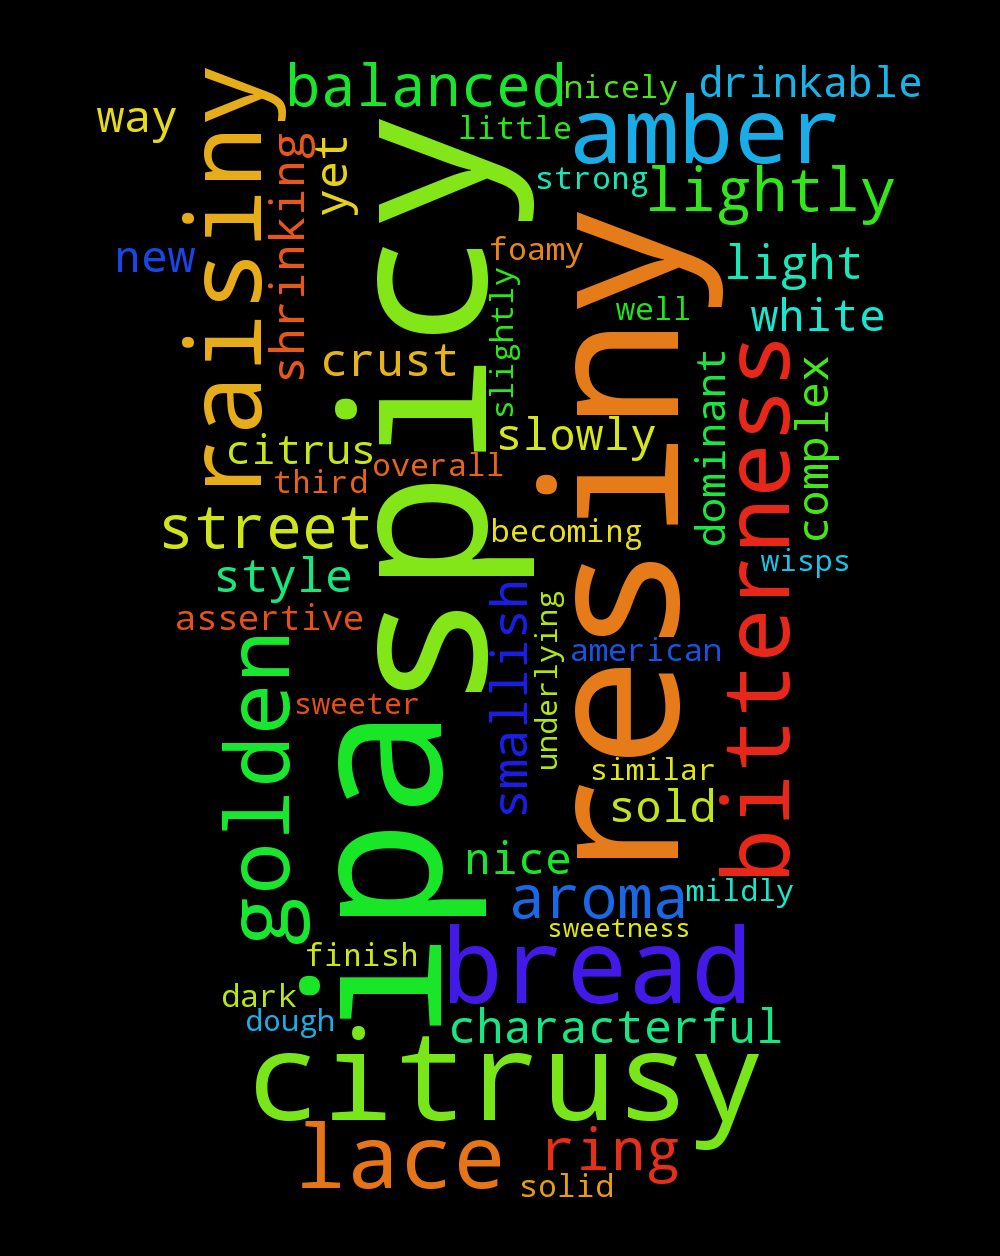 balanced
nicely
drinkable
way
raisiny
little
amber
shrinking
yet
spicy
strong
lightly
new
foamy
resiny
light
slightly
well
white
crust
bitterness
dominant
complex
citrus
slowly
third
overall
street
becoming
wisps
style
assertive
smallish
underlying
american
golden
sweeter
ipa
similar
sold
nice
aroma
mildly
sweetness
bread
finish
dark
dough
characterful
citrusy
lace
ring
solid